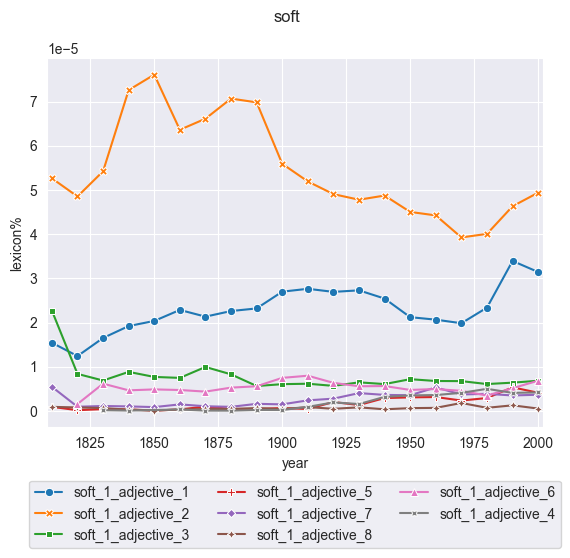 soft
1e−5
7
6
5
4
3
2
1
0
lexicon%
1825 1850 1875 1900 1925 1950 1975 2000
year
soft_1_adjective_1 soft_1_adjective_5 soft_1_adjective_6
soft_1_adjective_2 soft_1_adjective_7 soft_1_adjective_4
soft_1_adjective_3 soft_1_adjective_8